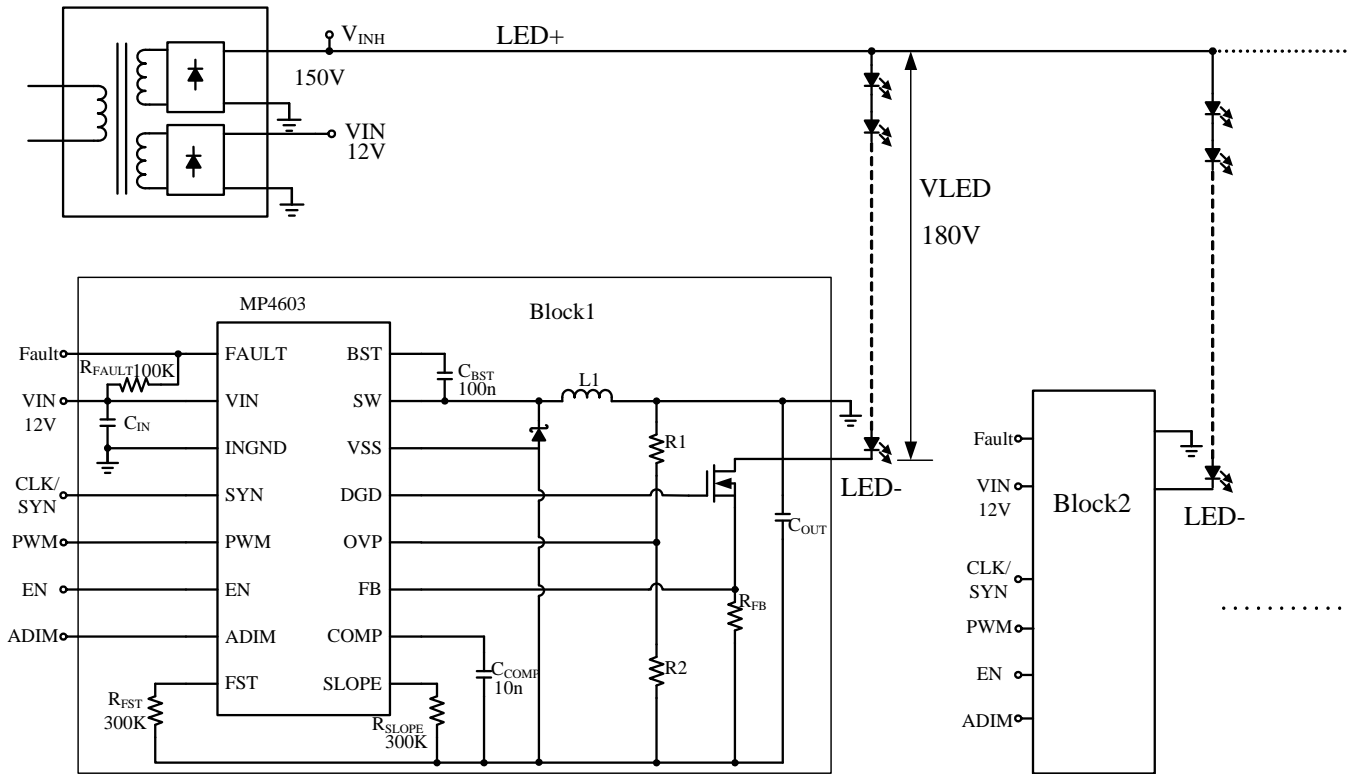 VINH
LED+
150V
VIN
12V
VLED
180V
MP4603
Block1
Fault
RFAULT 100K
FAULT
BST
CBST
100n
L1
VIN
12V
CIN
VIN
SW
INGND
VSS
R1
CLK/
SYN
SYN
DGD
LED-
COUT
PWM
PWM
OVP
EN
EN
FB
RFB
ADIM
ADIM
COMP
CCOMP
10n
R2
RFST
300K
FST
SLOPE
RSLOPE
300K
Fault
VIN
12V
Block2
LED-
CLK/
SYN
PWM
EN
ADIM